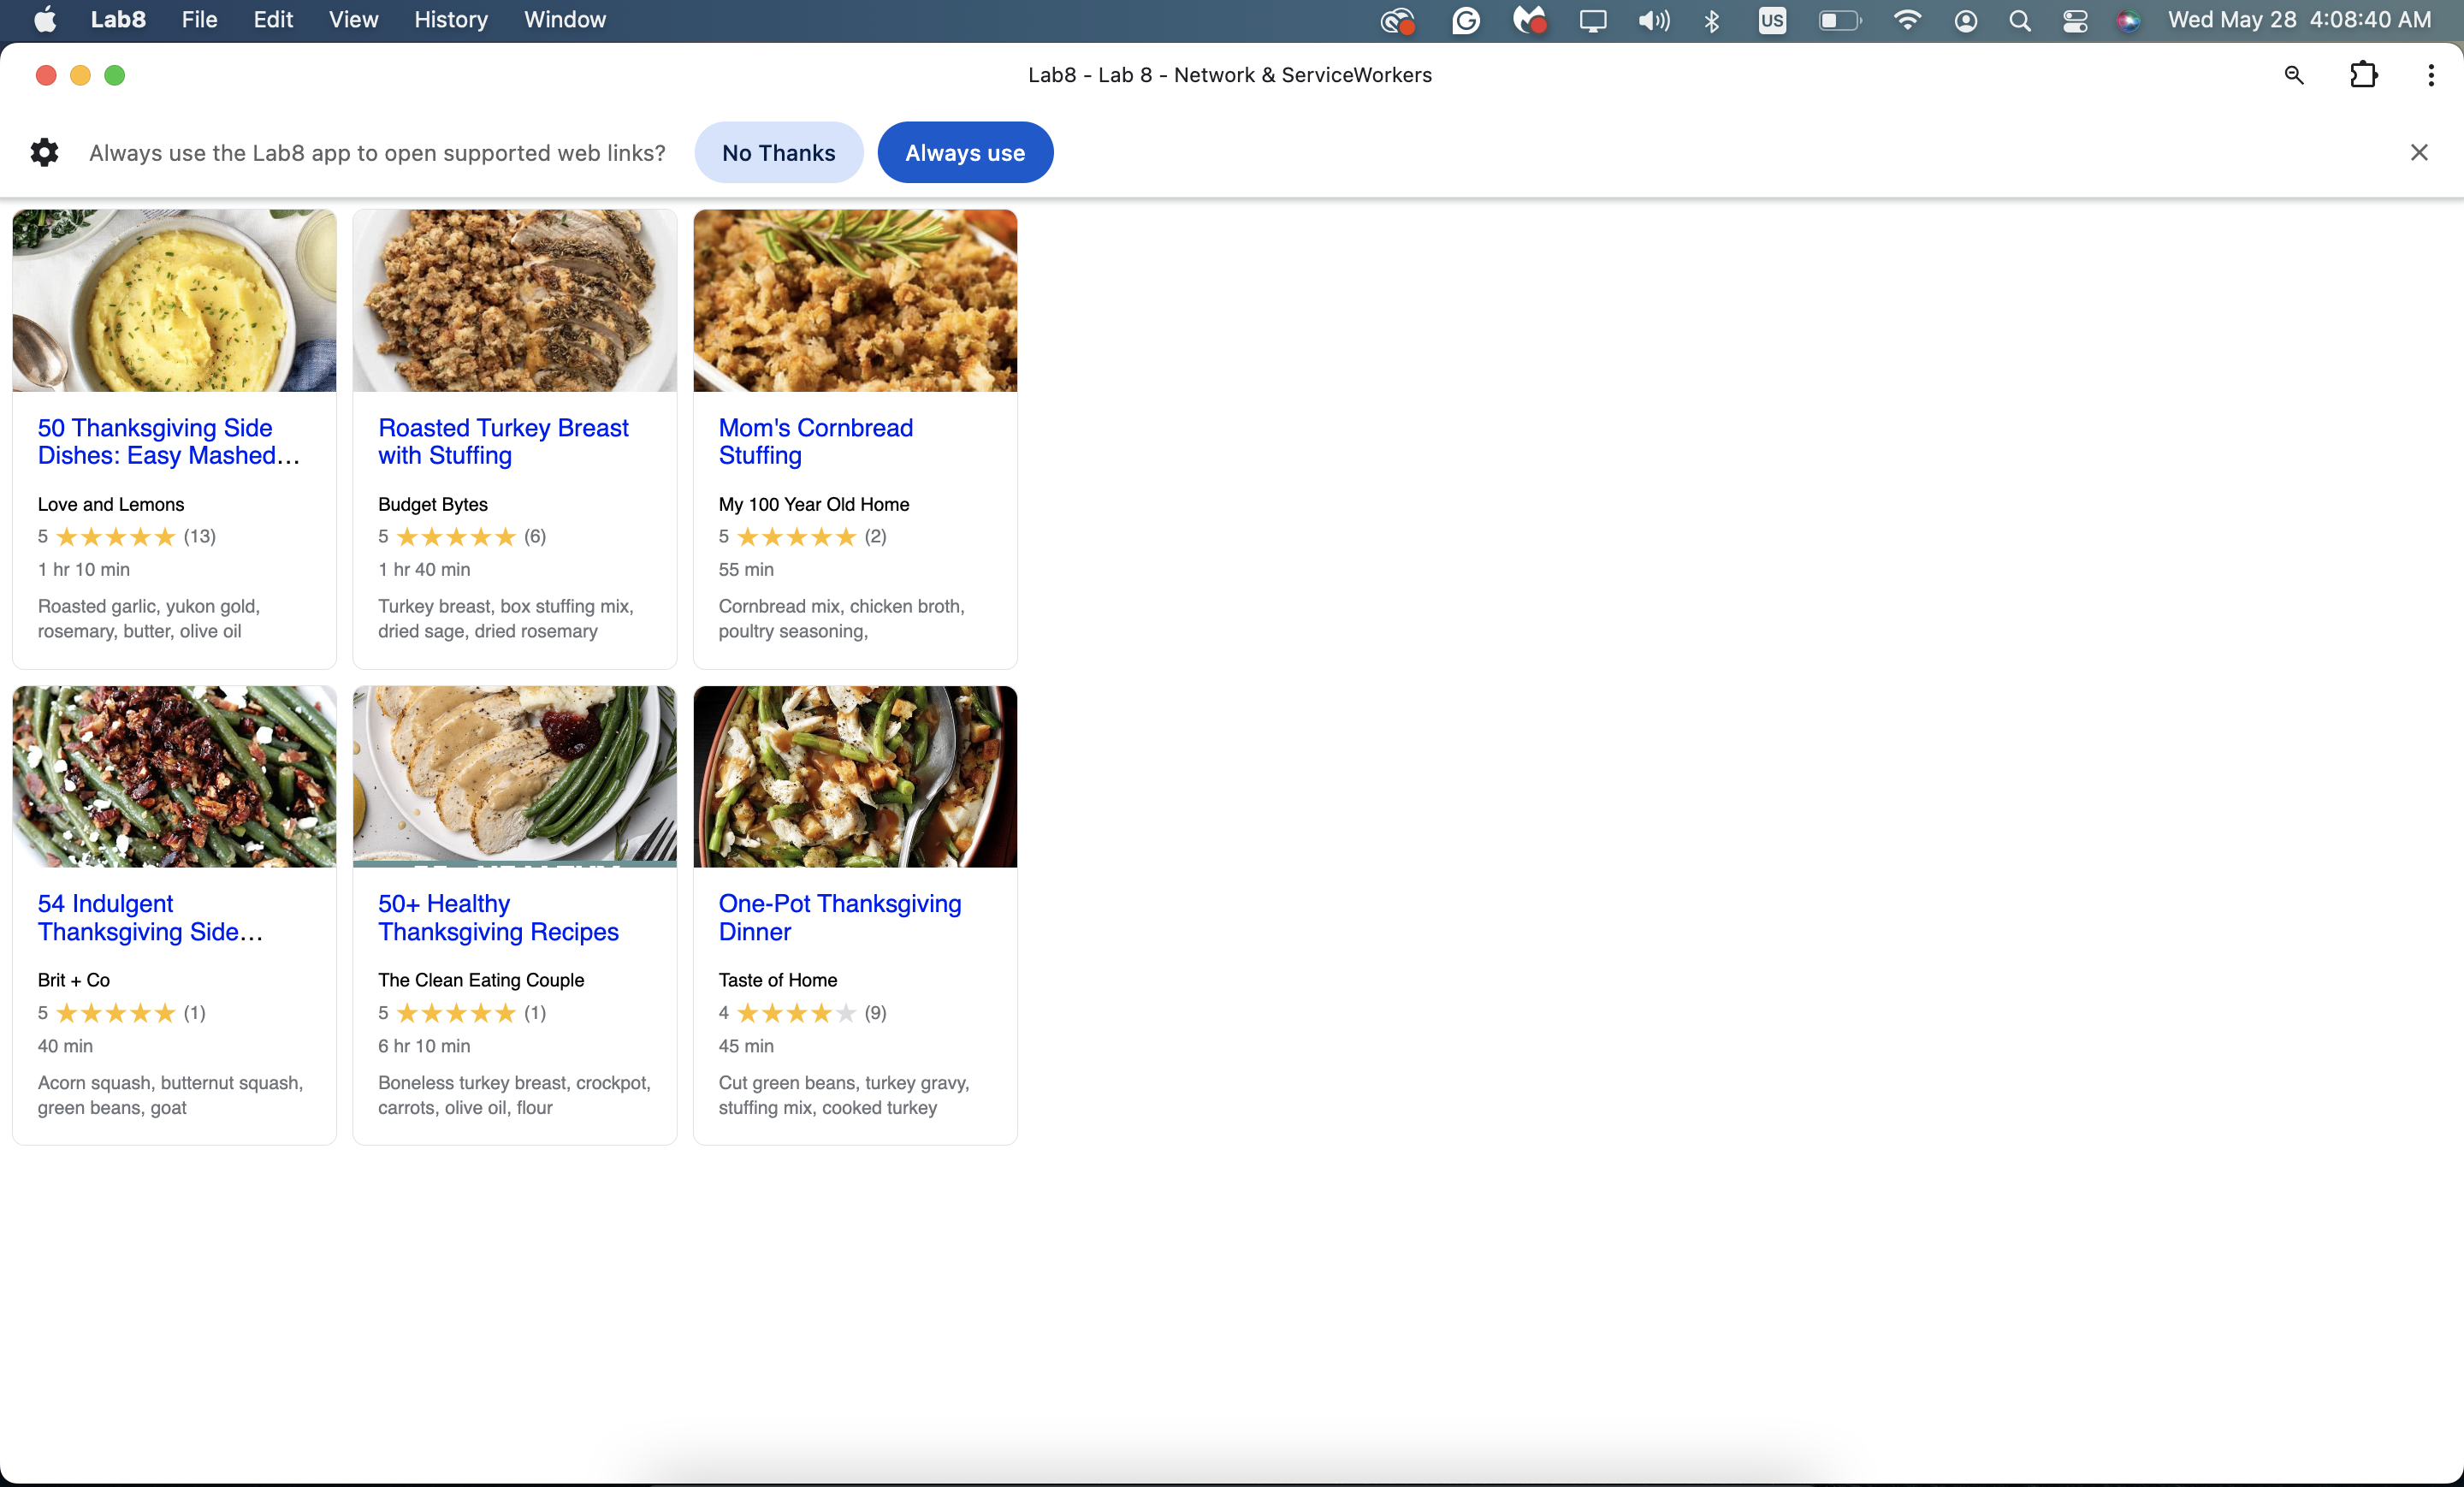 Lab8 File Edit View History Window US Wed May 28 4:08:40 AM
Lab8 - Lab 8 - Network & ServiceWorkers
Always use the Lab8 app to open supported web links? No Thanks Always use
50 Thanksgiving Side
Dishes: Easy Mashed...
Love and Lemons
5 ★★★★★ (13)
1 hr 10 min
Roasted garlic, yukon gold,
rosemary, butter, olive oil
Roasted Turkey Breast
with Stuffing
Budget Bytes
5 ★★★★★ (6)
1 hr 40 min
Turkey breast, box stuffing mix,
dried sage, dried rosemary
Mom's Cornbread
Stuffing
My 100 Year Old Home
5 ★★★★★ (2)
55 min
Cornbread mix, chicken broth,
poultry seasoning,
54 Indulgent
Thanksgiving Side...
Brit + Co
5 ★★★★★ (1)
40 min
Acorn squash, butternut squash,
green beans, goat
50+ Healthy
Thanksgiving Recipes
The Clean Eating Couple
5 ★★★★★ (1)
6 hr 10 min
Boneless turkey breast, crockpot,
carrots, olive oil, flour
One-Pot Thanksgiving
Dinner
Taste of Home
4 ★★★★★ (9)
45 min
Cut green beans, turkey gravy,
stuffing mix, cooked turkey